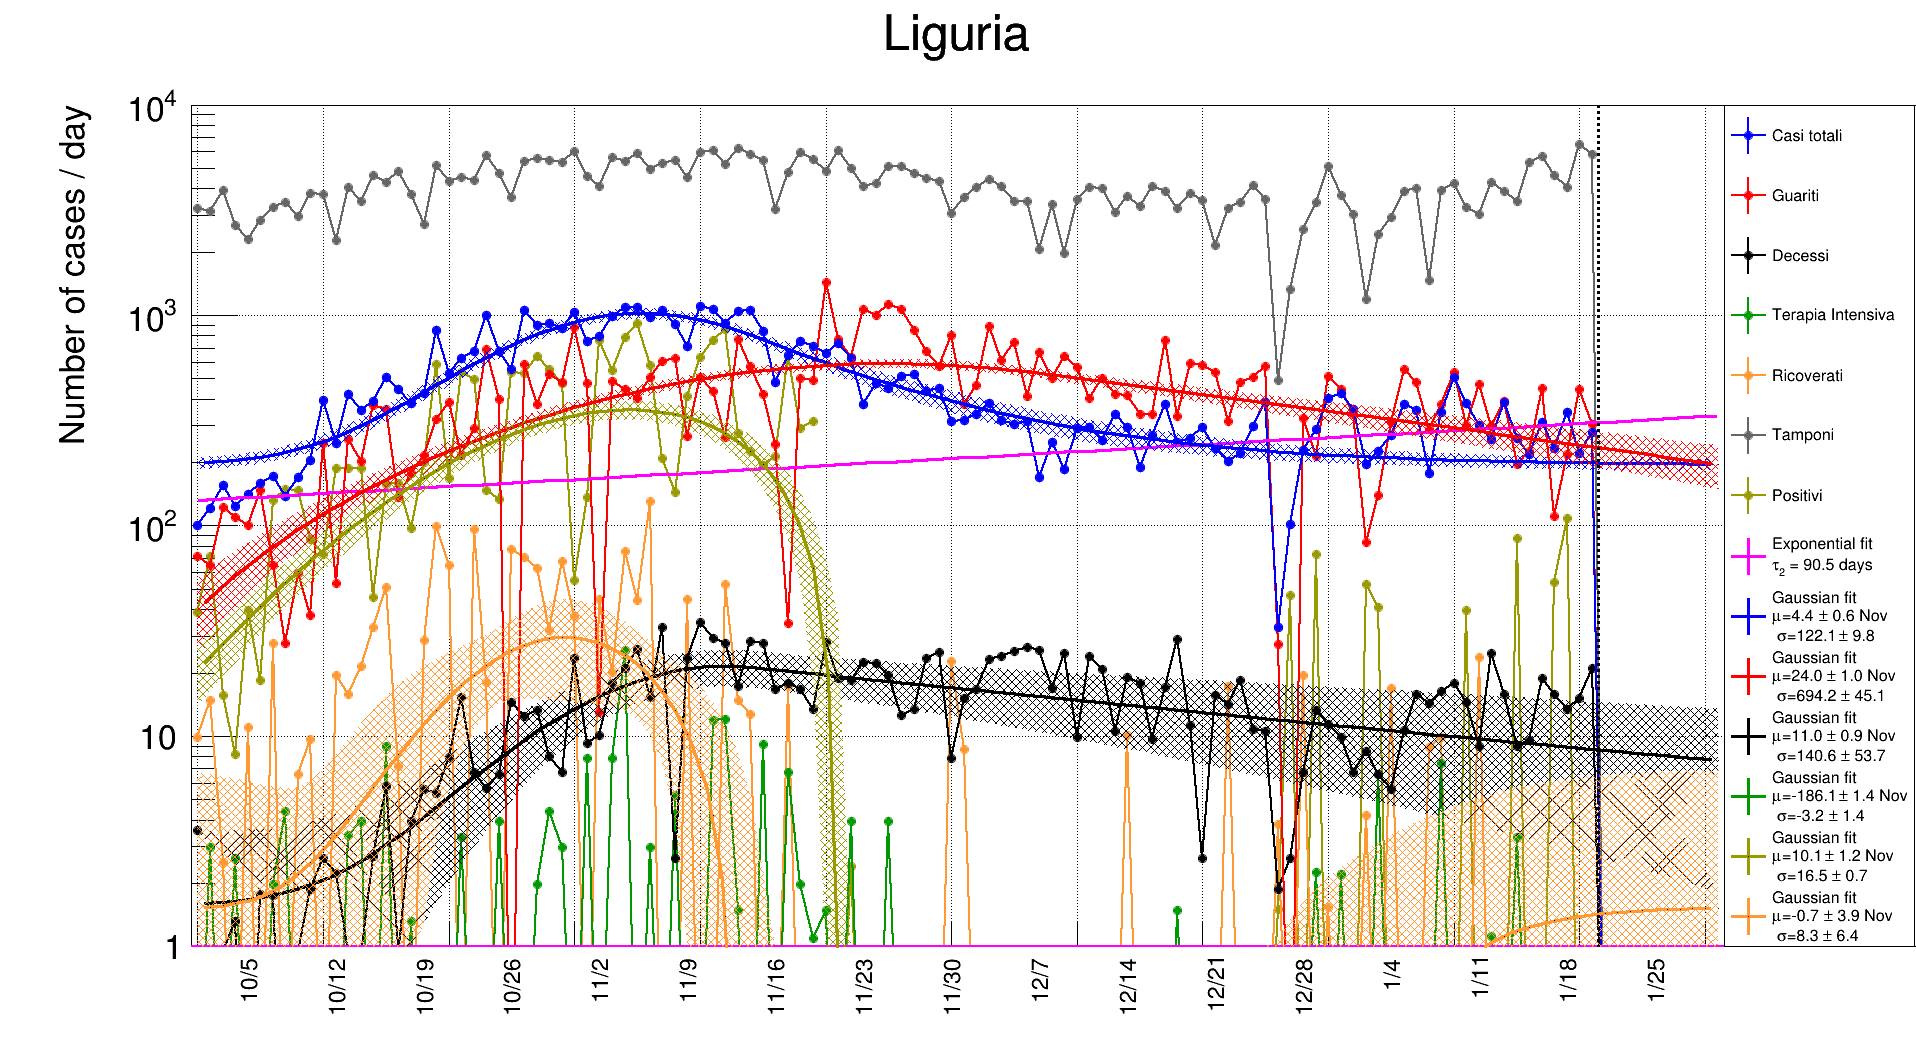 Liguria
Number of cases / day
10⁴
10³
10²
10
1
10/5
10/12
10/19
10/26
11/2
11/9
11/16
11/23
11/30
12/7
12/14
12/21
12/28
1/4
1/11
1/18
1/25
Casi totali
Guariti
Decessi
Terapia Intensiva
Ricoverati
Tamponi
Positivi
Exponential fit
τ₂ = 90.5 days
Gaussian fit
μ=4.4 ± 0.6 Nov
σ=122.1 ± 9.8
Gaussian fit
μ=24.0 ± 1.0 Nov
σ=694.2 ± 45.1
Gaussian fit
μ=11.0 ± 0.9 Nov
σ=140.6 ± 53.7
Gaussian fit
μ=-186.1 ± 1.4 Nov
σ=-3.2 ± 1.4
Gaussian fit
μ=10.1 ± 1.2 Nov
σ=16.5 ± 0.7
Gaussian fit
μ=-0.7 ± 3.9 Nov
σ=8.3 ± 6.4